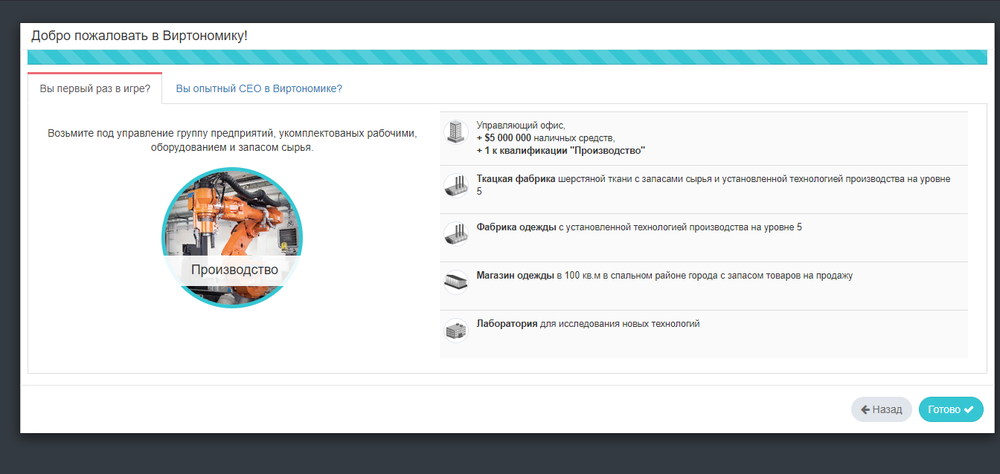 Добро пожаловать в Виртономику!
Вы первый раз в игре?
Вы опытный CEO в Виртономике?
Возьмите под управление группу предприятий, укомплектованых рабочими,
оборудованием и запасом сырья.
Производство
Управляющий офис,
+ $5 000 000 наличных средств,
+ 1 к квалификации "Производство"
Ткацкая фабрика шерстяной ткани с запасами сырья и установленной технологией производства на уровне
5
Фабрика одежды с установленной технологией производства на уровне 5
Магазин одежды в 100 кв.м в спальном районе города с запасом товаров на продажу
Лаборатория для исследования новых технологий
Назад
Готово